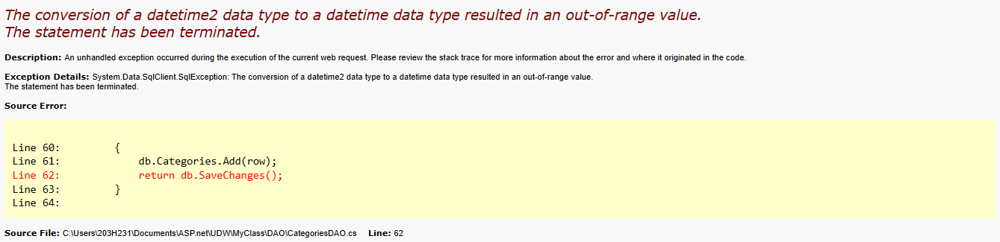 The conversion of a datetime2 data type to a datetime data type resulted in an out-of-range value.
The statement has been terminated.
Description: An unhandled exception occurred during the execution of the current web request. Please review the stack trace for more information about the error and where it originated in the code.
Exception Details: System.Data.SqlClient.SqlException: The conversion of a datetime2 data type to a datetime data type resulted in an out-of-range value.
The statement has been terminated.
Source Error:
Line 60:         {
Line 61:             db.Categories.Add(row);
Line 62:             return db.SaveChanges();
Line 63:         }
Line 64:
Source File: C:\Users\203H231\Documents\ASP.net\UDW\MyClass\DAO\CategoriesDAO.cs    Line: 62